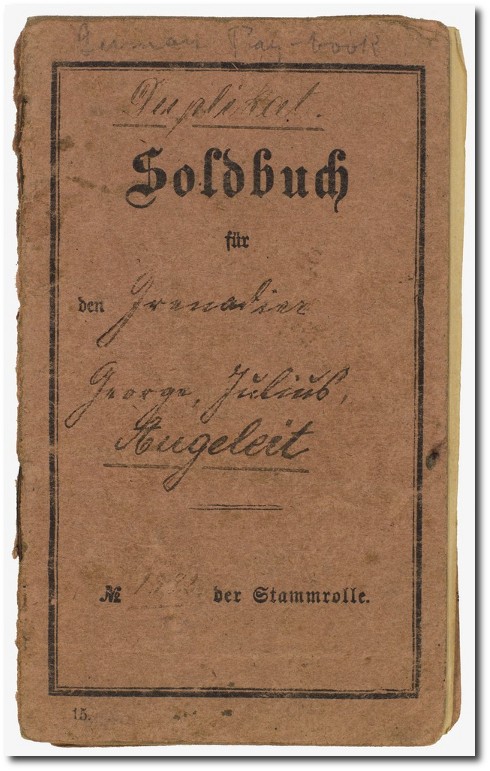 German Pay-book
Duplikat.
Soldbuch
für
den Grenadier
George, Julius,
Augeleit
№ der Stammrolle.
15.